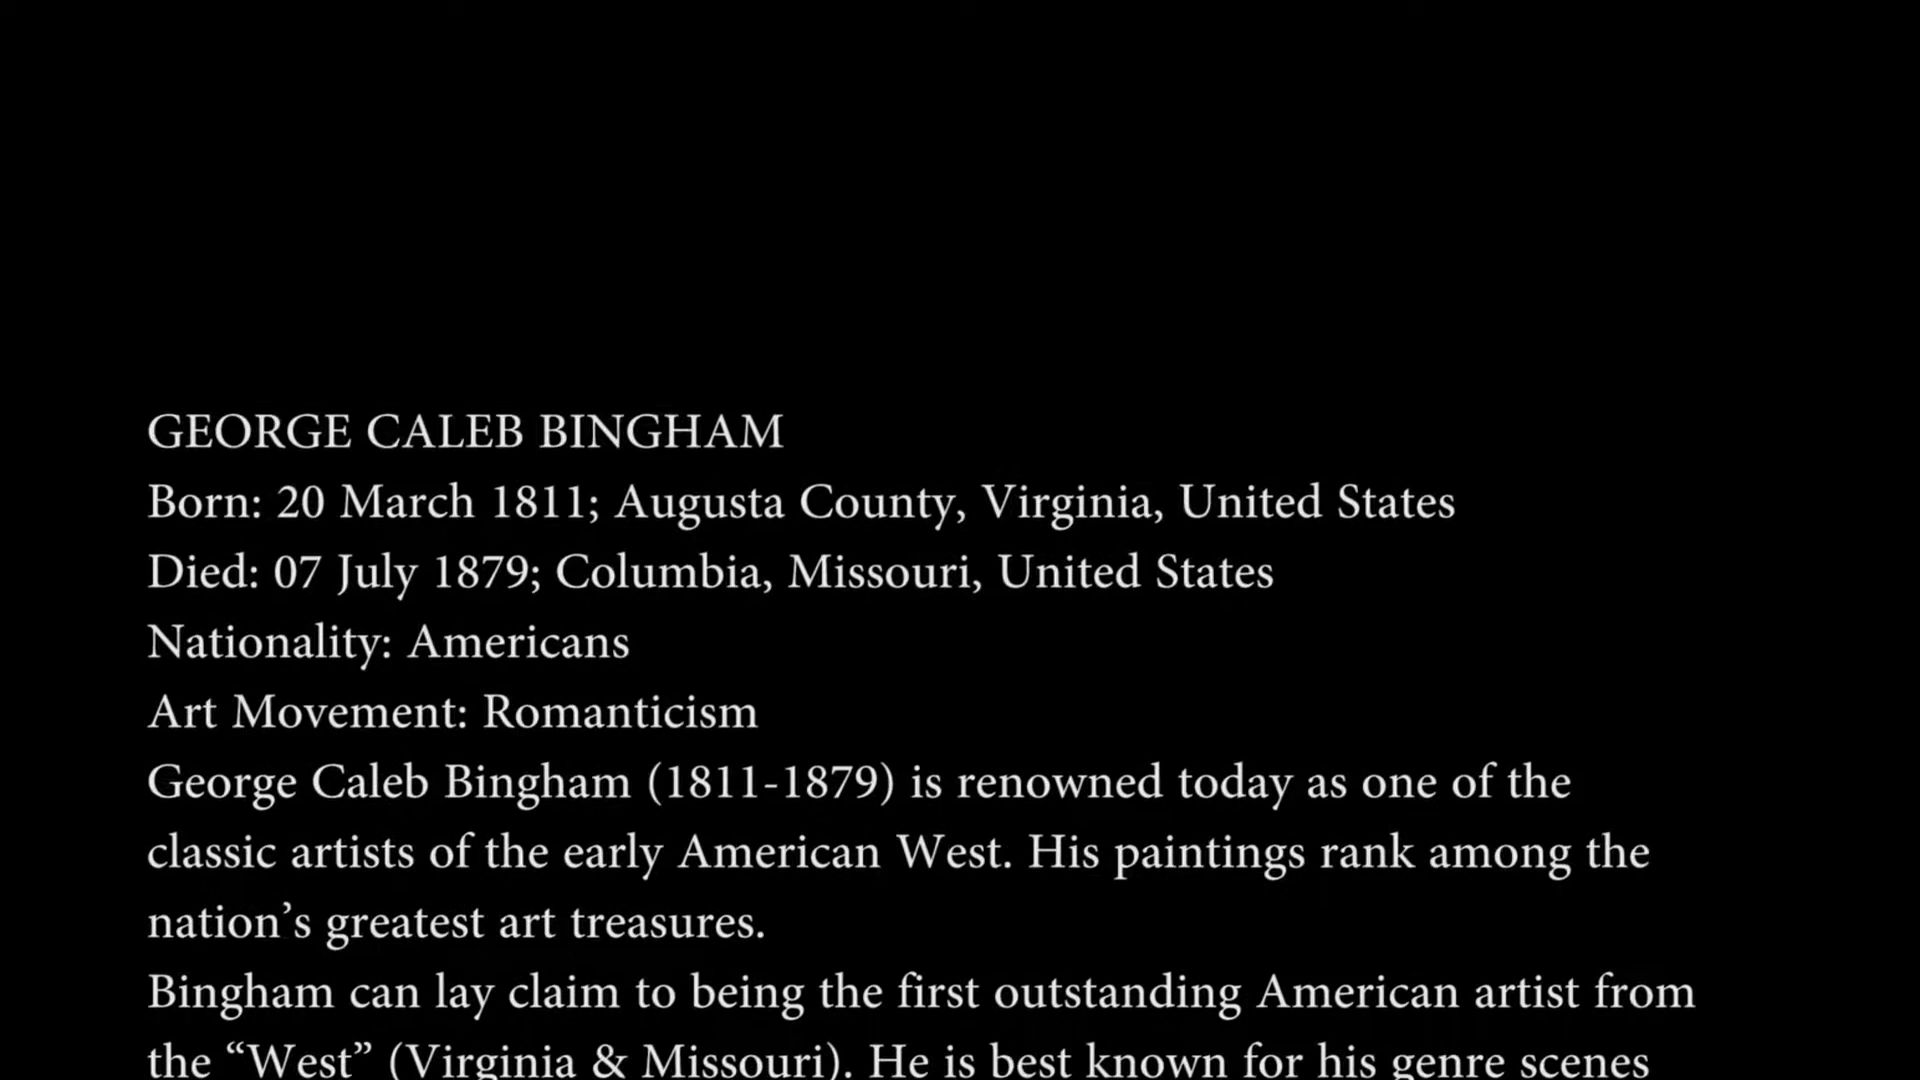 GEORGE CALEB BINGHAM
Born: 20 March 1811; Augusta County, Virginia, United States
Died: 07 July 1879; Columbia, Missouri, United States
Nationality: Americans
Art Movement: Romanticism
George Caleb Bingham (1811-1879) is renowned today as one of the
classic artists of the early American West. His paintings rank among the
nation’s greatest art treasures.
Bingham can lay claim to being the first outstanding American artist from
the “West” (Virginia & Missouri). He is best known for his genre scenes